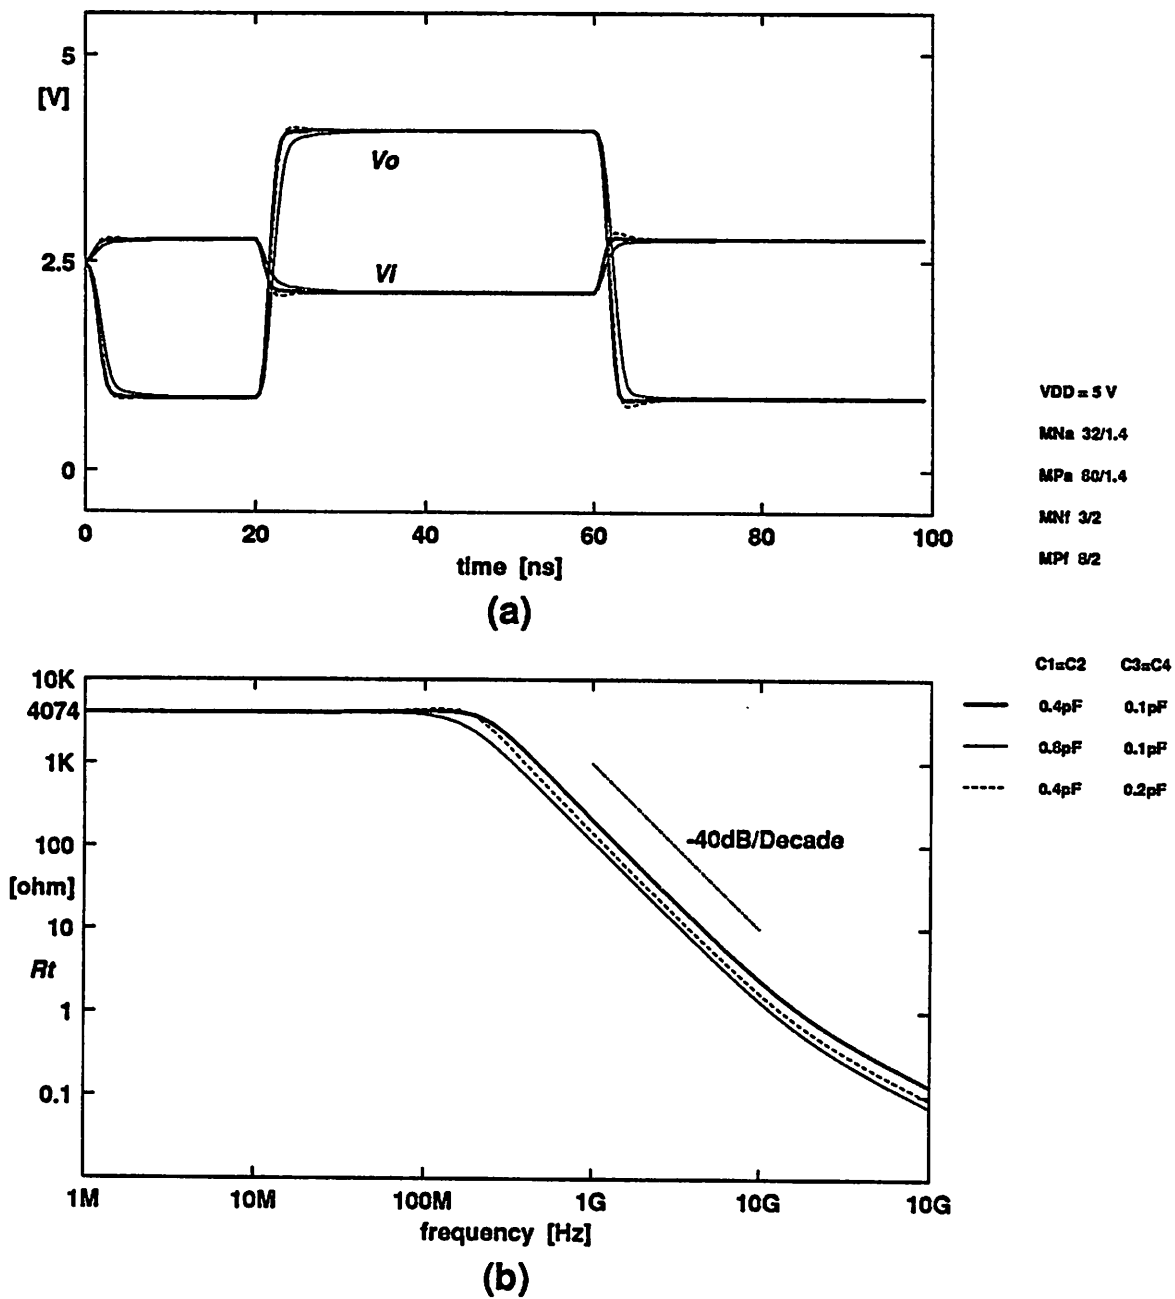 5
[V]
Vo
2.5
Vi
0
0 20 40 60 80 100
time [ns]
(a)
VDD = 5 V
MNa 32/1.4
MPa 80/1.4
MNf 3/2
MPf 8/2
10K
4074
1K
100
[ohm]
10
Rt
1
0.1
-40dB/Decade
1M 10M 100M 1G 10G 10G
frequency [Hz]
(b)
C1=C2 C3=C4
0.4pF 0.1pF
0.8pF 0.1pF
0.4pF 0.2pF